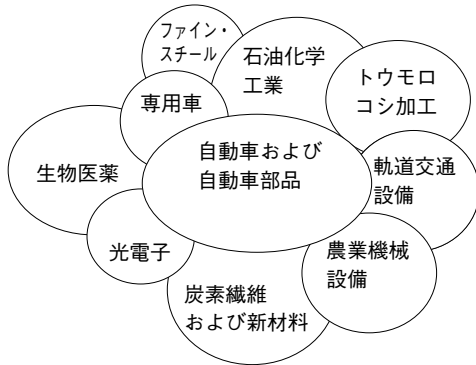 ファイン・
スチール
石油化学
工業
トウモロ
コシ加工
専用車
自動車および
自動車部品
生物医薬
軌道交通
設備
光電子
農業機械
設備
炭素繊維
および新材料